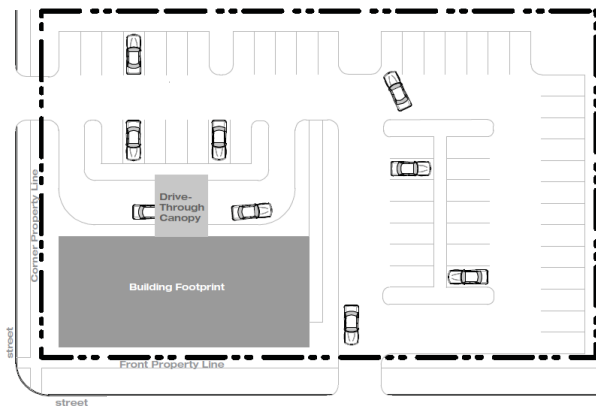 Drive-
Through
Canopy
Corner Property Line
Building Footprint
street
Front Property Line
street